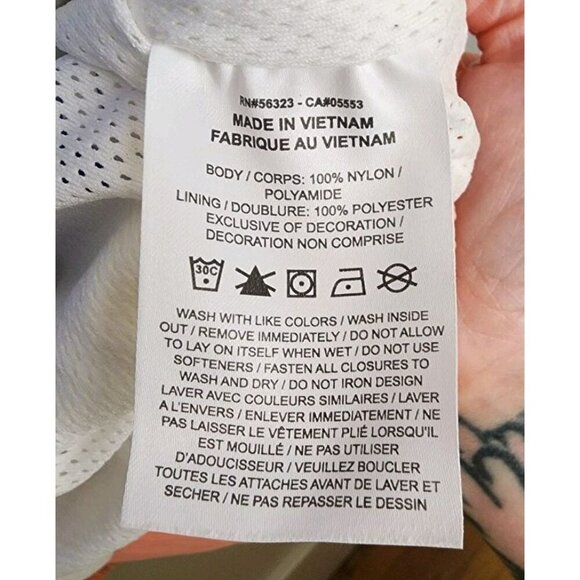 RN#56323 - CA#05553
MADE IN VIETNAM
FABRIQUE AU VIETNAM
BODY / CORPS: 100% NYLON /
POLYAMIDE
LINING / DOUBLURE: 100% POLYESTER
EXCLUSIVE OF DECORATION /
DECORATION NON COMPRISE
30C
WASH WITH LIKE COLORS / WASH INSIDE
OUT / REMOVE IMMEDIATELY / DO NOT ALLOW
TO LAY ON ITSELF WHEN WET / DO NOT USE
SOFTENERS / FASTEN ALL CLOSURES TO
WASH AND DRY / DO NOT IRON DESIGN
LAVER AVEC COULEURS SIMILAIRES / LAVER
A L'ENVERS / ENLEVER IMMEDIATEMENT / NE
PAS LAISSER LE VÊTEMENT PLIÉ LORSQU'IL
EST MOUILLÉ / NE PAS UTILISER
D'ADOUCISSEUR / VEUILLEZ BOUCLER
TOUTES LES ATTACHES AVANT DE LAVER ET
SECHER / NE PAS REPASSER LE DESSIN